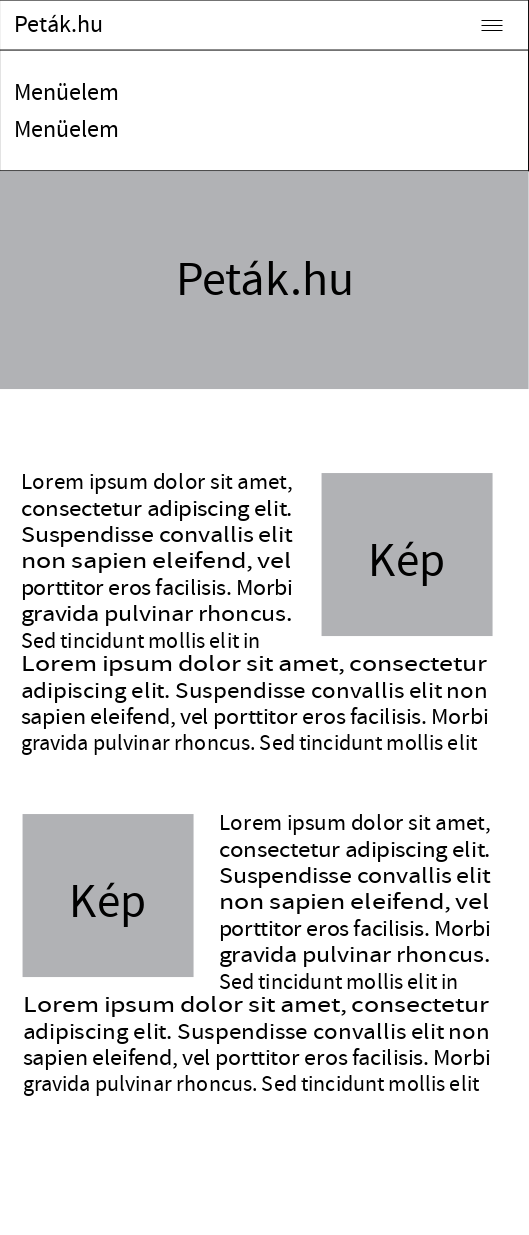 Peták.hu
Menüelem
Menüelem
Peták.hu
Lorem ipsum dolor sit amet,
consectetur adipiscing elit.
Suspendisse convallis elit
non sapien eleifend, vel
porttitor eros facilisis. Morbi
gravida pulvinar rhoncus.
Sed tincidunt mollis elit in
Kép
Lorem ipsum dolor sit amet, consectetur
adipiscing elit. Suspendisse convallis elit non
sapien eleifend, vel porttitor eros facilisis. Morbi
gravida pulvinar rhoncus. Sed tincidunt mollis elit
Kép
Lorem ipsum dolor sit amet,
consectetur adipiscing elit.
Suspendisse convallis elit
non sapien eleifend, vel
porttitor eros facilisis. Morbi
gravida pulvinar rhoncus.
Sed tincidunt mollis elit in
Lorem ipsum dolor sit amet, consectetur
adipiscing elit. Suspendisse convallis elit non
sapien eleifend, vel porttitor eros facilisis. Morbi
gravida pulvinar rhoncus. Sed tincidunt mollis elit